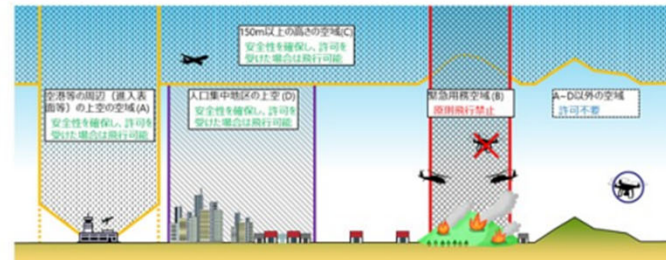 150m以上の高さの空域(C)
安全性を確保し、許可を
受けた場合は飛行可能
空港等の周辺（進入表
面等）の上空の空域(A)
安全性を確保し、許可を
受けた場合は飛行可能
人口集中地区の上空(D)
安全性を確保し、許可を
受けた場合は飛行可能
緊急用務空域(B)
原則飛行禁止
A~D以外の空域
許可不要